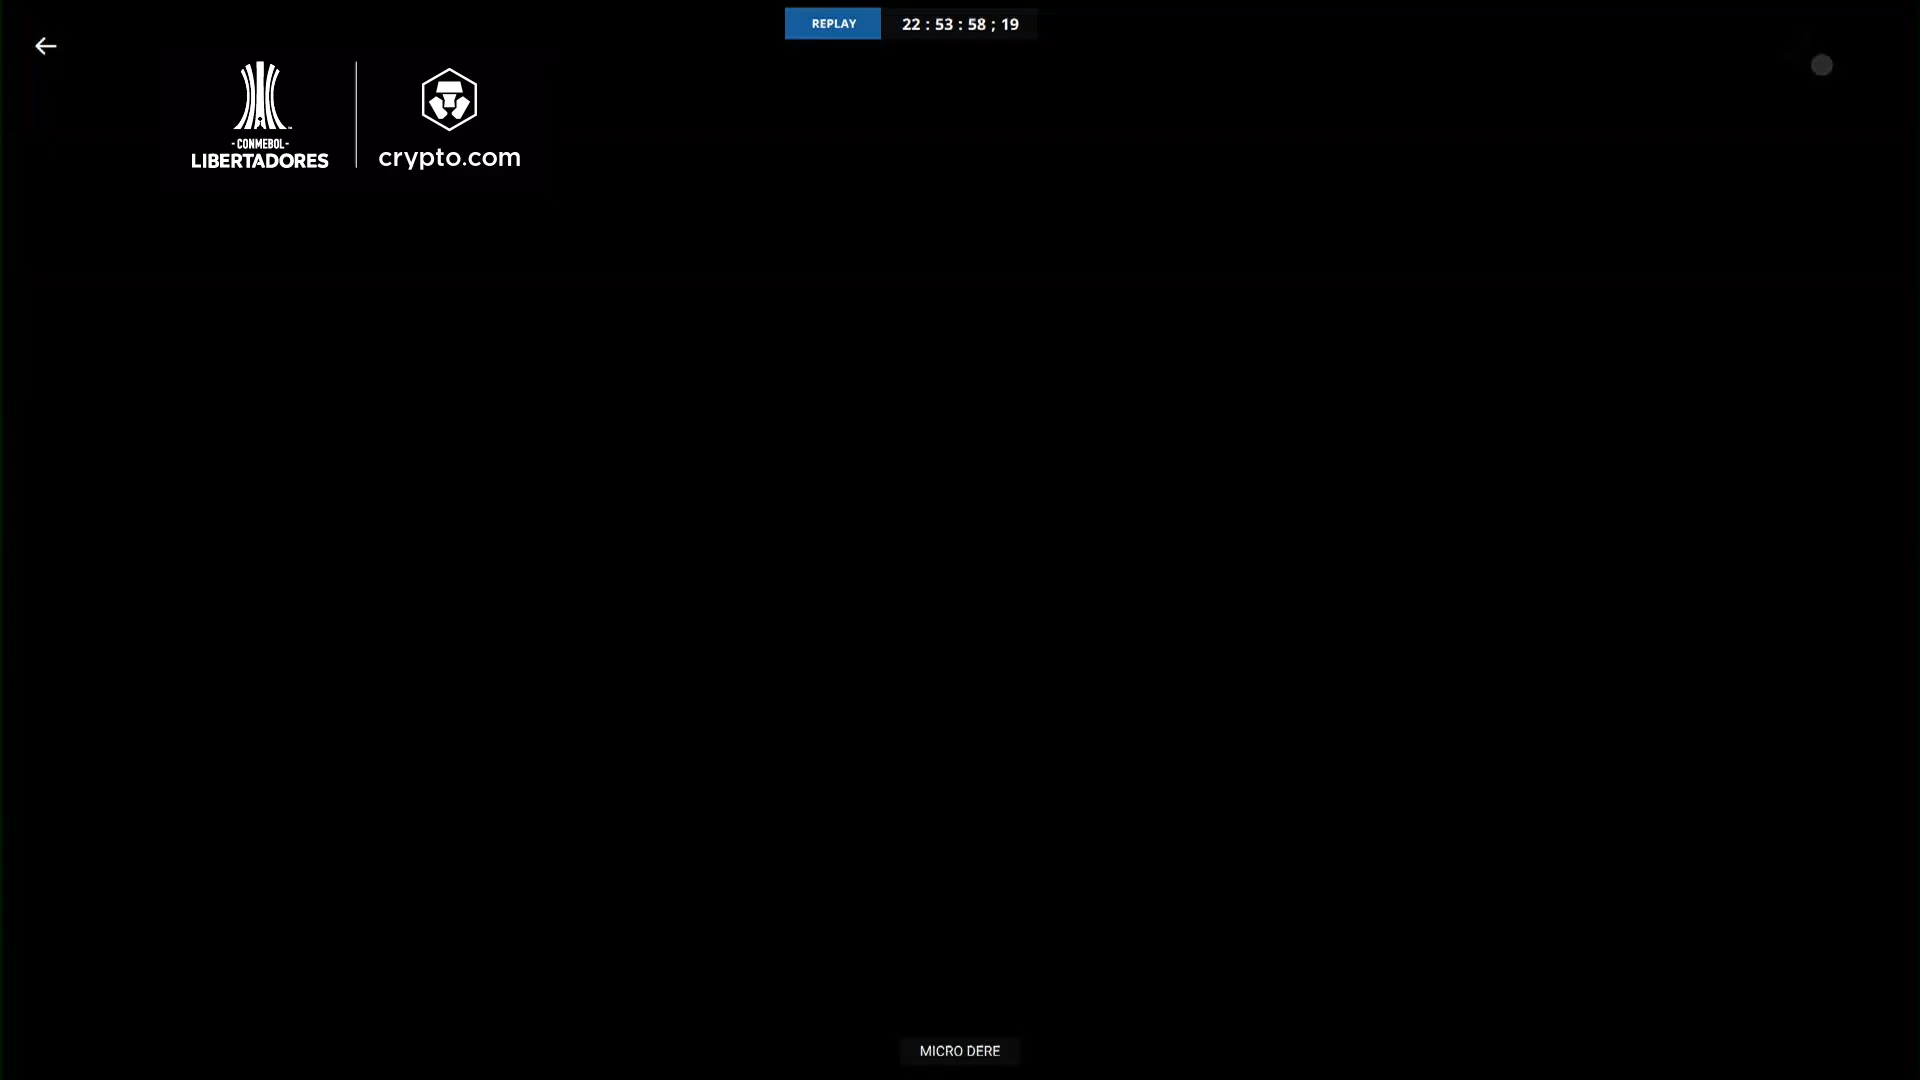 REPLAY
22 : 53 : 58 ; 19
- CONMEBOL -
LIBERTADORES
crypto.com
MICRO DERE